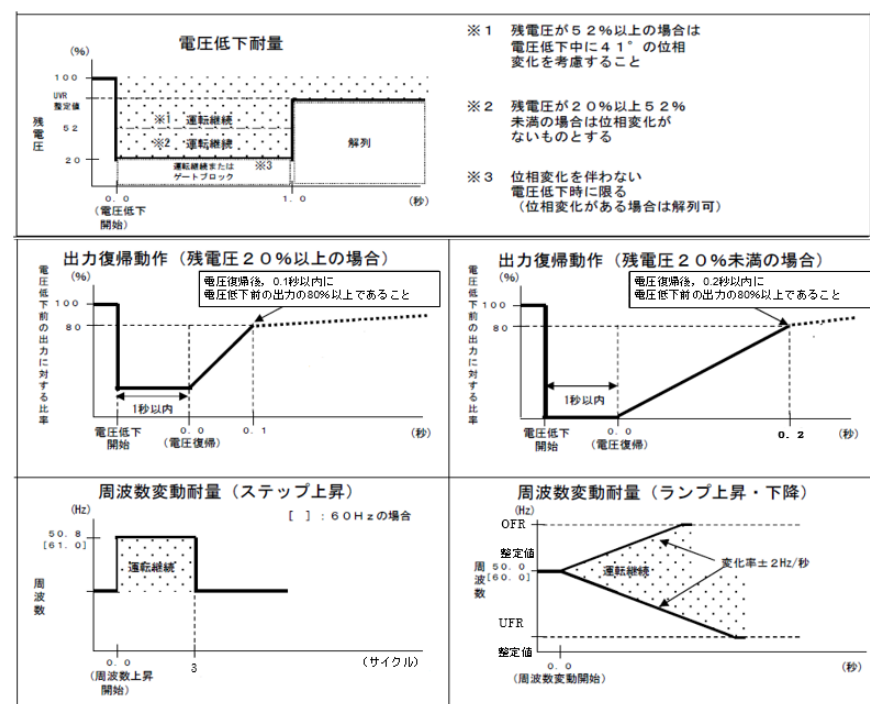 電圧低下耐量
(%)
100
UVR
整定値
52
20
残電圧
※1 運転継続
※2 運転継続
運転継続または
ゲートブロック
※3
解列
0.0
(電圧低下
開始)
1.0
(秒)
※1 残電圧が52%以上の場合は
電圧低下中に41°の位相
変化を考慮すること
※2 残電圧が20%以上52%
未満の場合は位相変化が
ないものとする
※3 位相変化を伴わない
電圧低下時に限る
(位相変化がある場合は解列可)
出力復帰動作(残電圧20%以上の場合)
電圧低下前の出力に対する比率
(%)
100
80
電圧復帰後,0.1秒以内に
電圧低下前の出力の80%以上であること
1秒以内
電圧低下
開始
0.0
(電圧復帰)
0.1
(秒)
出力復帰動作(残電圧20%未満の場合)
電圧低下前の出力に対する比率
(%)
100
80
電圧復帰後,0.2秒以内に
電圧低下前の出力の80%以上であること
1秒以内
電圧低下
開始
0.0
(電圧復帰)
0.2
(秒)
周波数変動耐量(ステップ上昇)
(Hz)
[ ]:60Hzの場合
50.8
[61.0]
周波数
運転継続
0.0
(周波数上昇
開始)
3
(サイクル)
周波数変動耐量(ランプ上昇・下降)
(Hz)
OFR
整定値
50.0
[60.0]
周波数
運転継続
変化率±2Hz/秒
UFR
整定値
0.0
(周波数変動開始)
(秒)